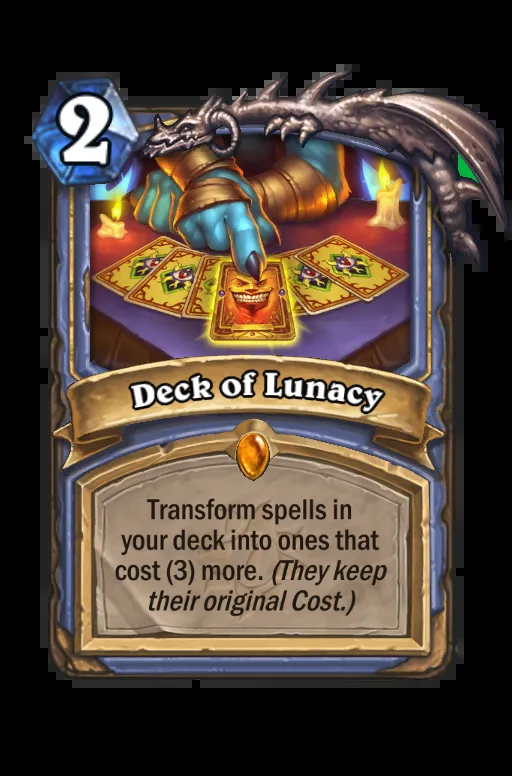 2
Deck of Lunacy
Transform spells in
your deck into ones that
cost (3) more. (They keep
their original Cost.)